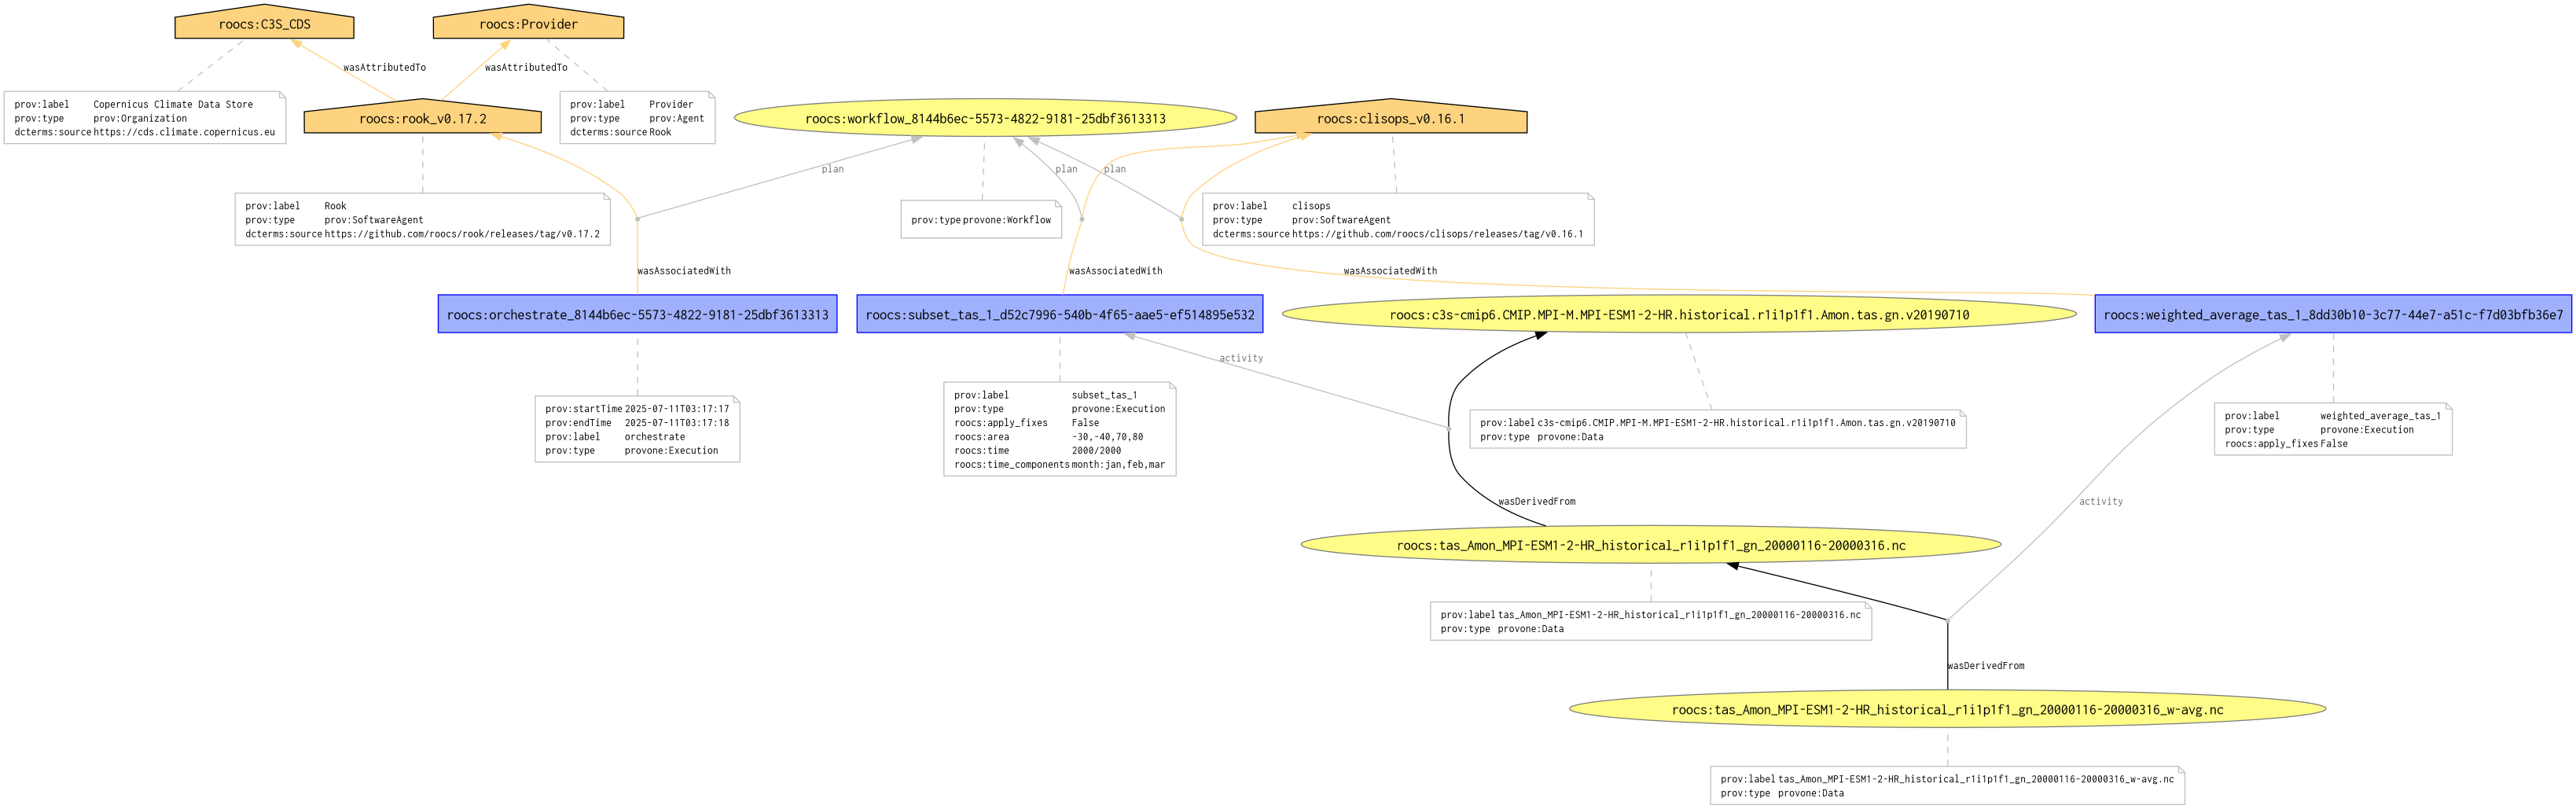 roocs:C3S_CDS
roocs:Provider
wasAttributedTo
wasAttributedTo
prov:label Copernicus Climate Data Store
prov:type prov:Organization
dcterms:source https://cds.climate.copernicus.eu
roocs:rook_v0.17.2
prov:label Provider
prov:type prov:Agent
dcterms:source Rook
roocs:workflow_8144b6ec-5573-4822-9181-25dbf3613313
roocs:clisops_v0.16.1
plan
plan
plan
prov:label Rook
prov:type prov:SoftwareAgent
dcterms:source https://github.com/roocs/rook/releases/tag/v0.17.2
prov:type provone:Workflow
prov:label clisops
prov:type prov:SoftwareAgent
dcterms:source https://github.com/roocs/clisops/releases/tag/v0.16.1
wasAssociatedWith
wasAssociatedWith
wasAssociatedWith
roocs:orchestrate_8144b6ec-5573-4822-9181-25dbf3613313
roocs:subset_tas_1_d52c7996-540b-4f65-aae5-ef514895e532
roocs:c3s-cmip6.CMIP.MPI-M.MPI-ESM1-2-HR.historical.r1i1p1f1.Amon.tas.gn.v20190710
roocs:weighted_average_tas_1_8dd30b10-3c77-44e7-a51c-f7d03bfb36e7
activity
prov:startTime 2025-07-11T03:17:17
prov:endTime 2025-07-11T03:17:18
prov:label orchestrate
prov:type provone:Execution
prov:label subset_tas_1
prov:type provone:Execution
roocs:apply_fixes False
roocs:area -30,-40,70,80
roocs:time 2000/2000
roocs:time_components month:jan,feb,mar
prov:label c3s-cmip6.CMIP.MPI-M.MPI-ESM1-2-HR.historical.r1i1p1f1.Amon.tas.gn.v20190710
prov:type provone:Data
prov:label weighted_average_tas_1
prov:type provone:Execution
roocs:apply_fixes False
wasDerivedFrom
activity
roocs:tas_Amon_MPI-ESM1-2-HR_historical_r1i1p1f1_gn_20000116-20000316.nc
prov:label tas_Amon_MPI-ESM1-2-HR_historical_r1i1p1f1_gn_20000116-20000316.nc
prov:type provone:Data
wasDerivedFrom
roocs:tas_Amon_MPI-ESM1-2-HR_historical_r1i1p1f1_gn_20000116-20000316_w-avg.nc
prov:label tas_Amon_MPI-ESM1-2-HR_historical_r1i1p1f1_gn_20000116-20000316_w-avg.nc
prov:type provone:Data